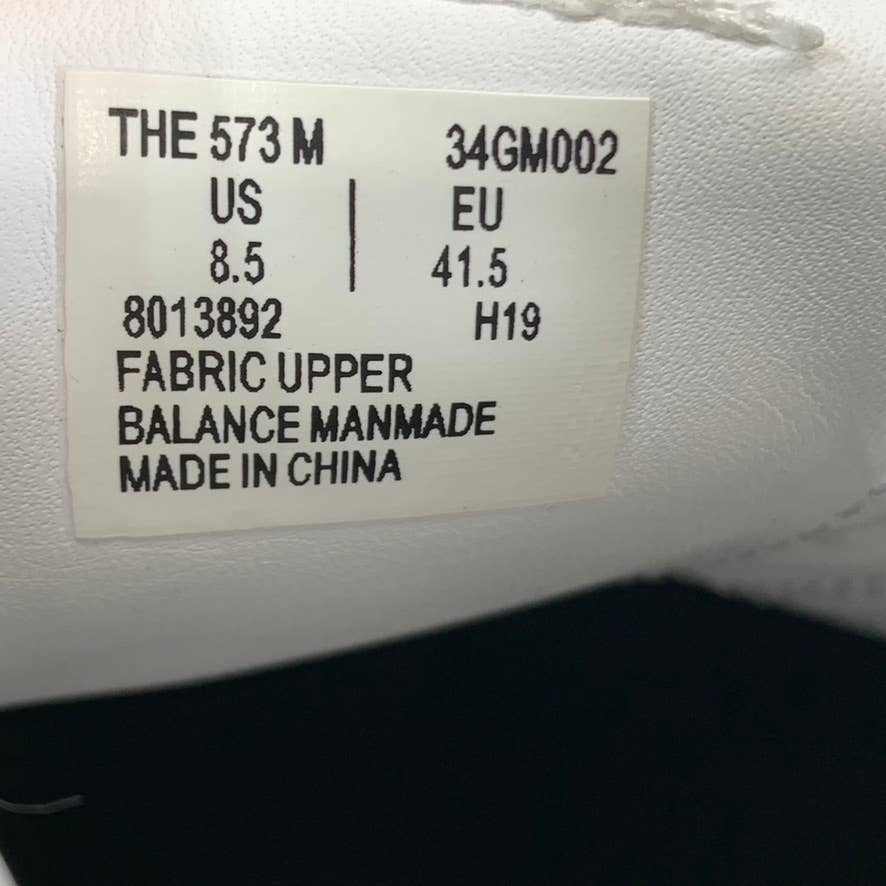 THE 573 M 34GM002
US | EU
8.5 | 41.5
8013892 H19
FABRIC UPPER
BALANCE MANMADE
MADE IN CHINA